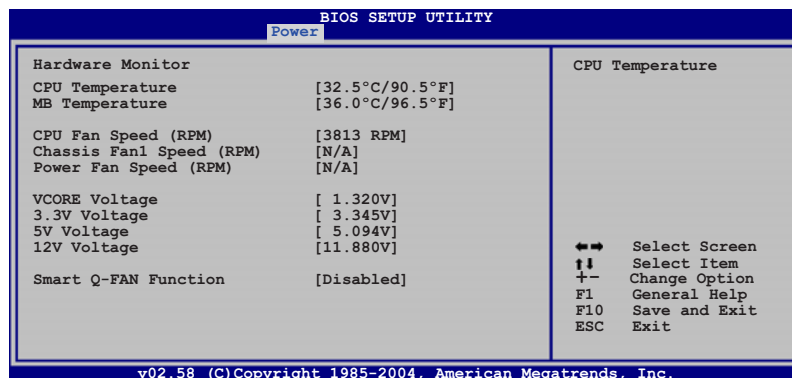 BIOS SETUP UTILITY
Power
Hardware Monitor
CPU Temperature [32.5°C/90.5°F]
MB Temperature [36.0°C/96.5°F]
CPU Fan Speed (RPM) [3813 RPM]
Chassis Fan1 Speed (RPM) [N/A]
Power Fan Speed (RPM) [N/A]
VCORE Voltage [ 1.320V]
3.3V Voltage [ 3.345V]
5V Voltage [ 5.094V]
12V Voltage [11.880V]
Smart Q-FAN Function [Disabled]
CPU Temperature
←→ Select Screen
↑↓ Select Item
+- Change Option
F1 General Help
F10 Save and Exit
ESC Exit
v02.58 (C)Copyright 1985-2004, American Megatrends, Inc.